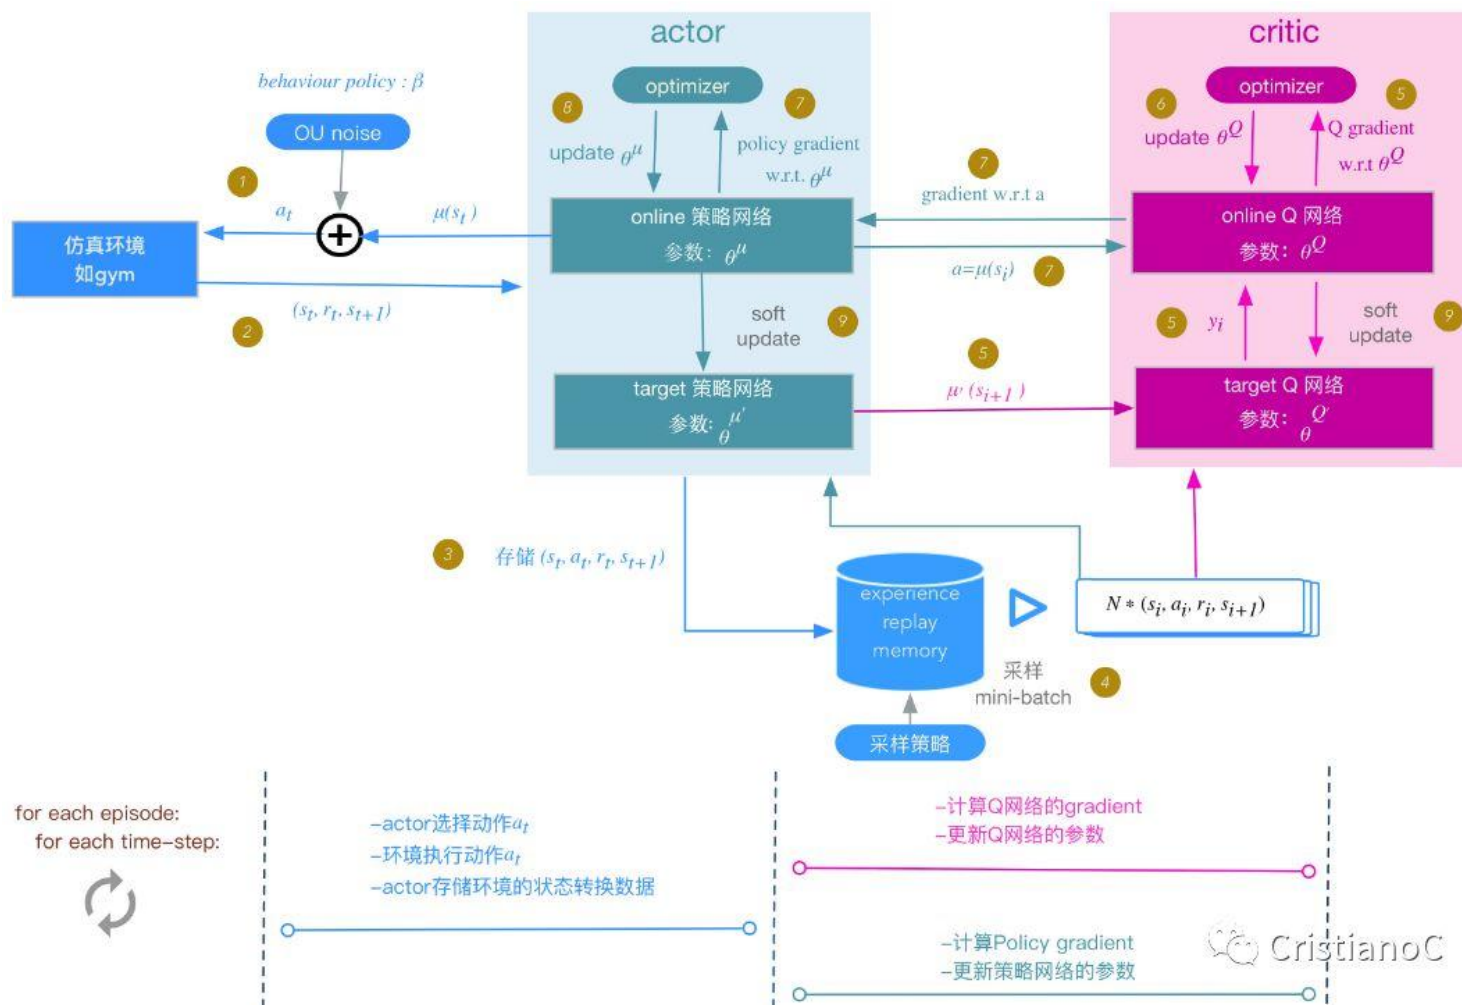 actor
critic
behaviour policy : β
OU noise
optimizer
optimizer
8
7
6
5
update θ^μ
policy gradient
w.r.t. θ^μ
update θ^Q
Q gradient
w.r.t θ^Q
1
a_t
μ(s_t)
7
gradient w.r.t a
仿真环境
如gym
online 策略网络
参数: θ^μ
online Q 网络
参数: θ^Q
a=μ(s_i)
7
(s_t, r_t, s_{t+1})
2
soft
update
9
5
y_i
soft
update
9
5
μ' (s_{i+1})
target 策略网络
参数: θ^{μ'}
target Q 网络
参数: θ^{Q'}
3
存储 (s_t, a_t, r_t, s_{t+1})
experience
replay
memory
N * (s_i, a_i, r_i, s_{i+1})
采样
mini-batch
4
采样策略
for each episode:
for each time-step:
-actor选择动作a_t
-环境执行动作a_t
-actor存储环境的状态转换数据
-计算Q网络的gradient
-更新Q网络的参数
-计算Policy gradient
-更新策略网络的参数
CristianoC